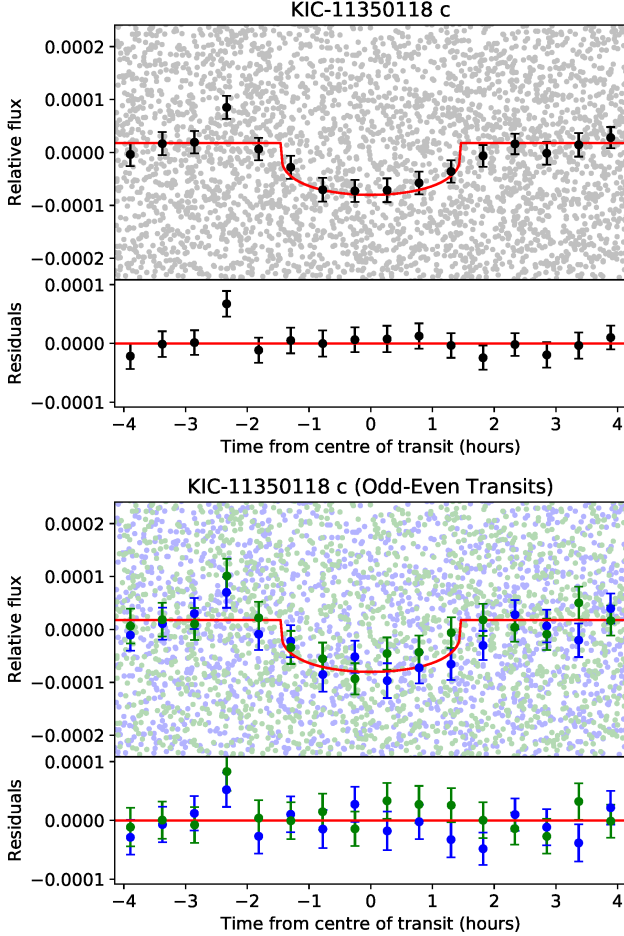 KIC-11350118 c
0.0002
0.0001
0.0000
−0.0001
−0.0002
Relative flux
0.0001
0.0000
−0.0001
Residuals
−4 −3 −2 −1 0 1 2 3 4
Time from centre of transit (hours)
KIC-11350118 c (Odd-Even Transits)
0.0002
0.0001
0.0000
−0.0001
−0.0002
Relative flux
0.0001
0.0000
−0.0001
Residuals
−4 −3 −2 −1 0 1 2 3 4
Time from centre of transit (hours)